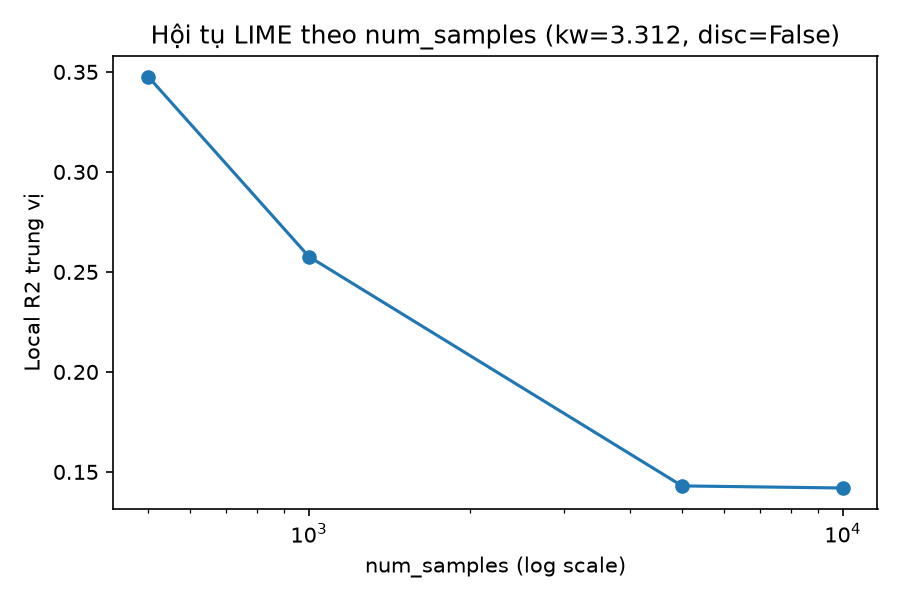 Hội tụ LIME theo num_samples (kw=3.312, disc=False)
Local R2 trung vị
0.35
0.30
0.25
0.20
0.15
10³
10⁴
num_samples (log scale)